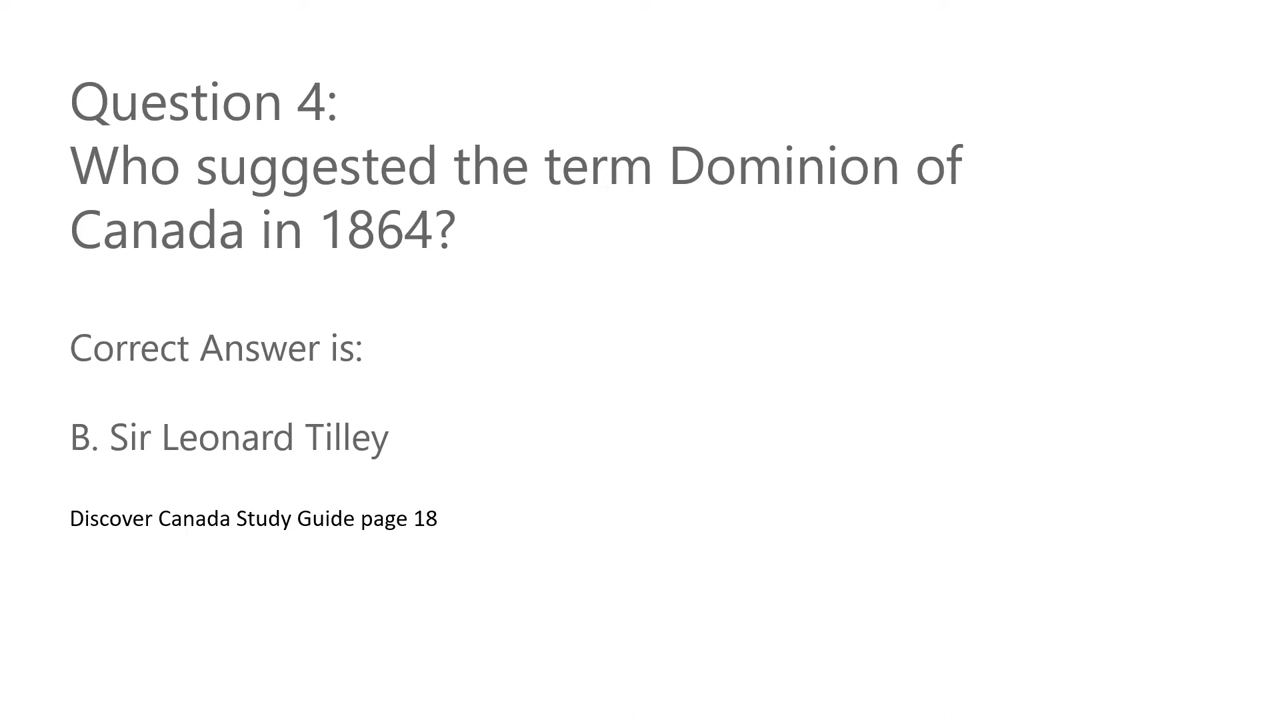 Question 4:
Who suggested the term Dominion of
Canada in 1864?
Correct Answer is:
B. Sir Leonard Tilley
Discover Canada Study Guide page 18